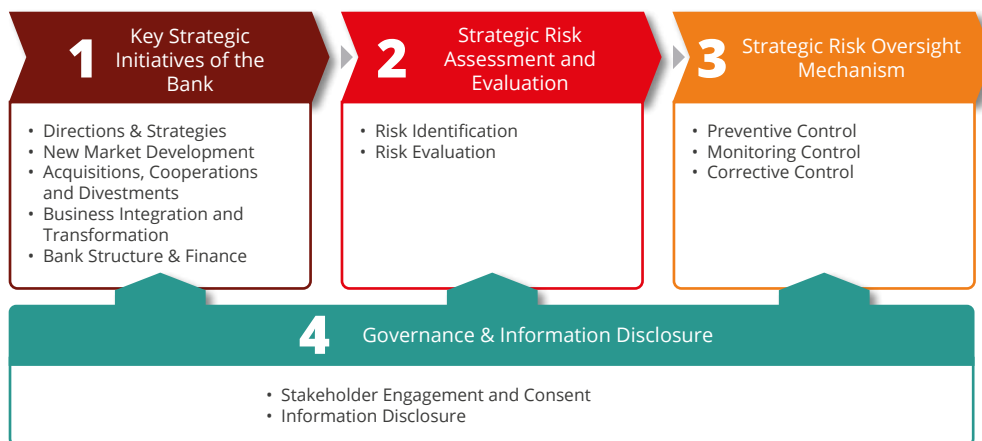 1
Key Strategic
Initiatives of the
Bank
• Directions & Strategies
• New Market Development
• Acquisitions, Cooperations
and Divestments
• Business Integration and
Transformation
• Bank Structure & Finance
2
Strategic Risk
Assessment and
Evaluation
• Risk Identification
• Risk Evaluation
3
Strategic Risk Oversight
Mechanism
• Preventive Control
• Monitoring Control
• Corrective Control
4
Governance & Information Disclosure
• Stakeholder Engagement and Consent
• Information Disclosure